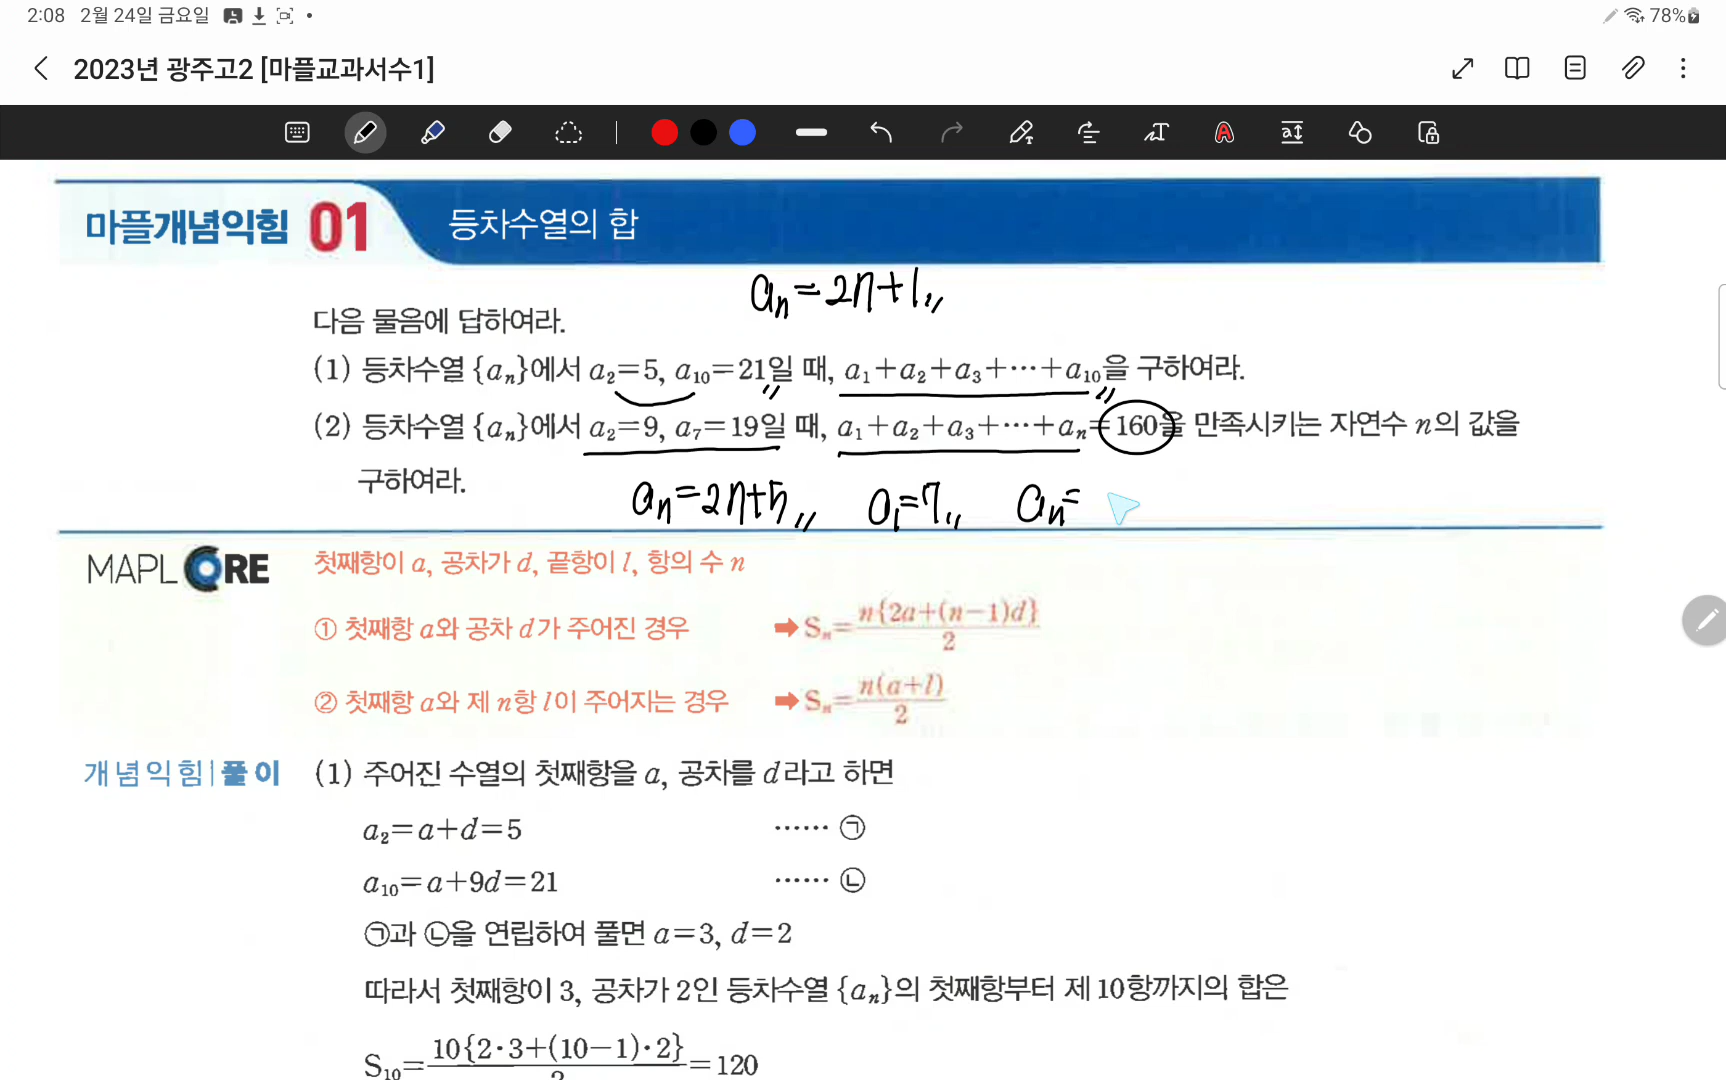 2:08 2월 24일 금요일 78%
2023년 광주고2 [마플교과서수1]
마플개념익힘 01 등차수열의 합
aₙ=2n+1〃
다음 물음에 답하여라.
(1) 등차수열 {aₙ}에서 a₂=5, a₁₀=21일 때, a₁+a₂+a₃+⋯+a₁₀을 구하여라.
(2) 등차수열 {aₙ}에서 a₂=9, a₇=19일 때, a₁+a₂+a₃+⋯+aₙ=160을 만족시키는 자연수 n의 값을
구하여라.
aₙ=2n+5〃 a₁=7〃 aₙ=
MAPL CORE 첫째항이 a, 공차가 d, 끝항이 l, 항의 수 n
① 첫째항 a와 공차 d가 주어진 경우 ➡ Sₙ=n{2a+(n−1)d}/2
② 첫째항 a와 제 n항 l이 주어지는 경우 ➡ Sₙ=n(a+l)/2
개념익힘|풀이 (1) 주어진 수열의 첫째항을 a, 공차를 d라고 하면
a₂=a+d=5 ⋯⋯ ㉠
a₁₀=a+9d=21 ⋯⋯ ㉡
㉠과 ㉡을 연립하여 풀면 a=3, d=2
따라서 첫째항이 3, 공차가 2인 등차수열 {aₙ}의 첫째항부터 제 10항까지의 합은
S₁₀=10{2·3+(10−1)·2}/2=120